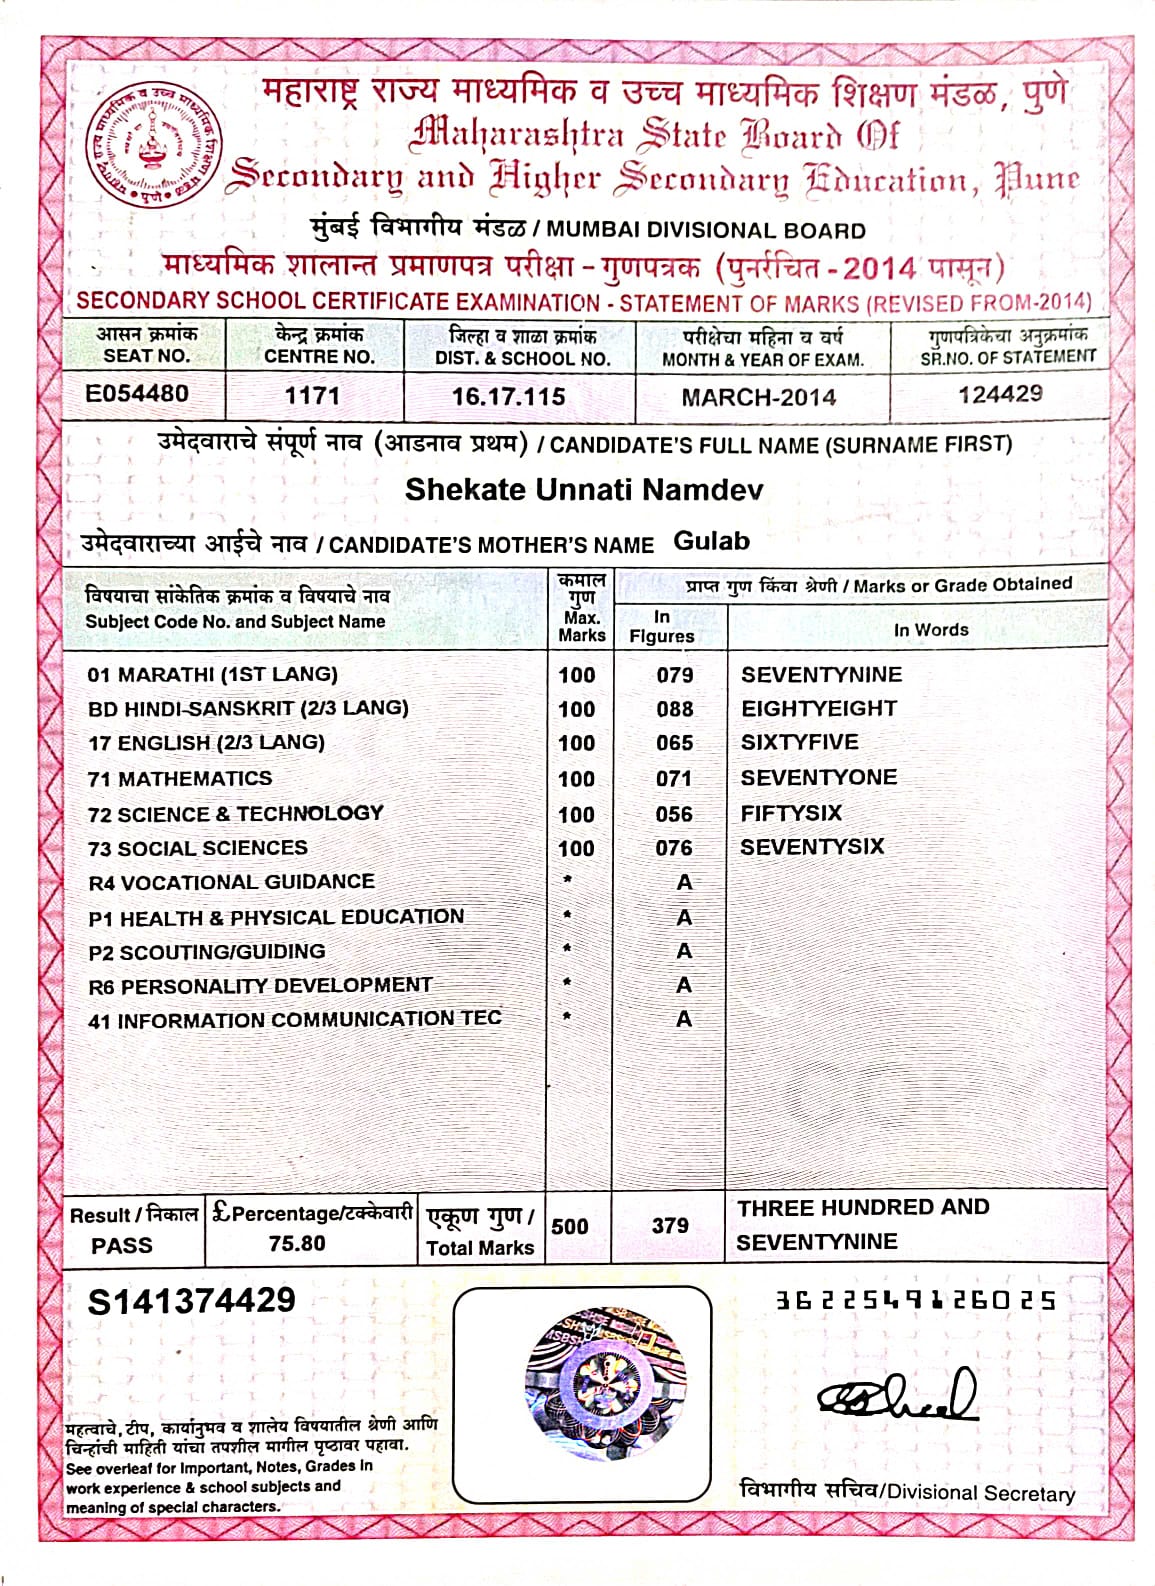 महाराष्ट्र राज्य माध्यमिक व उच्च माध्यमिक शिक्षण मंडळ, पुणे
Maharashtra State Board Of
Secondary and Higher Secondary Education, Pune
मुंबई विभागीय मंडळ / MUMBAI DIVISIONAL BOARD
माध्यमिक शालान्त प्रमाणपत्र परीक्षा - गुणपत्रक (पुनर्रचित - 2014 पासून)
SECONDARY SCHOOL CERTIFICATE EXAMINATION - STATEMENT OF MARKS (REVISED FROM-2014)
आसन क्रमांक केन्द्र क्रमांक जिल्हा व शाळा क्रमांक परीक्षेचा महिना व वर्ष गुणपत्रिकेचा अनुक्रमांक
SEAT NO. CENTRE NO. DIST. & SCHOOL NO. MONTH & YEAR OF EXAM. SR.NO. OF STATEMENT
E054480 1171 16.17.115 MARCH-2014 124429
उमेदवाराचे संपूर्ण नाव (आडनाव प्रथम) / CANDIDATE'S FULL NAME (SURNAME FIRST)
Shekate Unnati Namdev
उमेदवाराच्या आईचे नाव / CANDIDATE'S MOTHER'S NAME Gulab
विषयाचा सांकेतिक क्रमांक व विषयाचे नाव
Subject Code No. and Subject Name
कमाल
गुण
Max.
Marks
प्राप्त गुण किंवा श्रेणी / Marks or Grade Obtained
In
Figures
In Words
01 MARATHI (1ST LANG) 100 079 SEVENTYNINE
BD HINDI-SANSKRIT (2/3 LANG) 100 088 EIGHTYEIGHT
17 ENGLISH (2/3 LANG) 100 065 SIXTYFIVE
71 MATHEMATICS 100 071 SEVENTYONE
72 SCIENCE & TECHNOLOGY 100 056 FIFTYSIX
73 SOCIAL SCIENCES 100 076 SEVENTYSIX
R4 VOCATIONAL GUIDANCE * A
P1 HEALTH & PHYSICAL EDUCATION * A
P2 SCOUTING/GUIDING * A
R6 PERSONALITY DEVELOPMENT * A
41 INFORMATION COMMUNICATION TEC * A
Result / निकाल £ Percentage/टक्केवारी एकूण गुण / 500 379 THREE HUNDRED AND
PASS 75.80 Total Marks SEVENTYNINE
S141374429
3622549126025
महत्वाचे, टीप, कार्यानुभव व शालेय विषयातील श्रेणी आणि
चिन्हांची माहिती यांचा तपशील मागील पृष्ठावर पहावा.
See overleaf for Important, Notes, Grades in
work experience & school subjects and
meaning of special characters.
विभागीय सचिव/Divisional Secretary